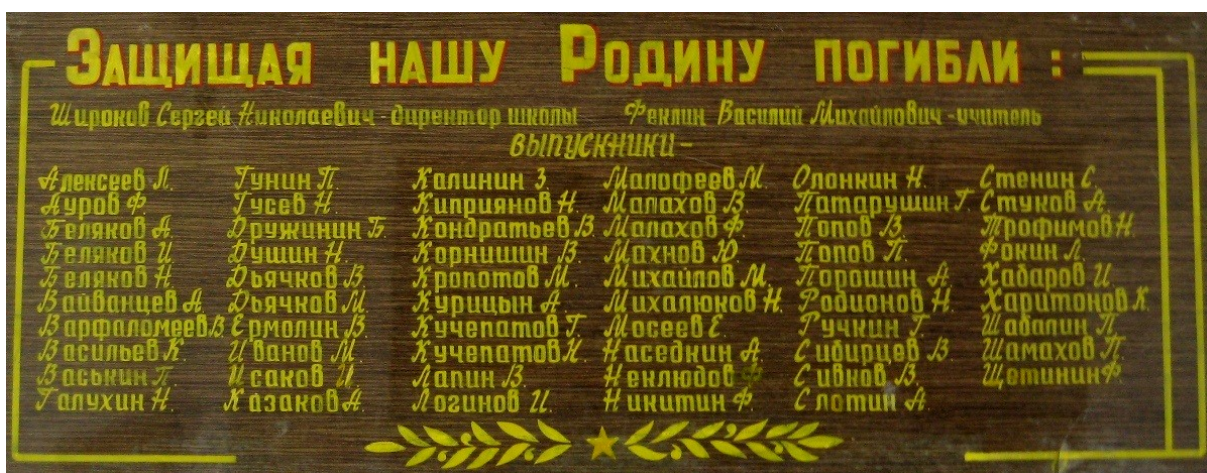 Защищая нашу Родину погибли:
Широков Сергей Николаевич - директор школы Феклин Василий Михайлович - учитель
выпускники -
Алексеев Л.
Ауров Ф.
Беляков А.
Беляков И.
Беляков Н.
Вайванцев А.
Варфаломеев В.
Васильев К.
Васькин П.
Галухин Н.
Гунин П.
Гусев Н.
Дружинин Б.
Душин Н.
Дьячков В.
Дьячков М.
Ермолин В.
Иванов М.
Исаков И.
Казаков А.
Калинин З.
Киприянов Н.
Кондратьев В.
Корнишин В.
Кропотов М.
Курицын А.
Кучепатов Г.
Кучепатов Н.
Лапин В.
Логинов И.
Малофеев М.
Малахов В.
Малахов Ф.
Махнов Ю.
Михайлов М.
Михалюков Н.
Мосеев Е.
Наседкин А.
Неклюдов Ф.
Никитин Ф.
Олонкин Н.
Патарушин Г.
Попов В.
Попов П.
Порошин А.
Родионов Н.
Ручкин Г.
Сибирцев В.
Сивков В.
Слотин А.
Стенин С.
Стуков А.
Трофимов Н.
Фокин Л.
Хабаров И.
Харитонов К.
Шабалин П.
Шамахов П.
Щетинин Ф.